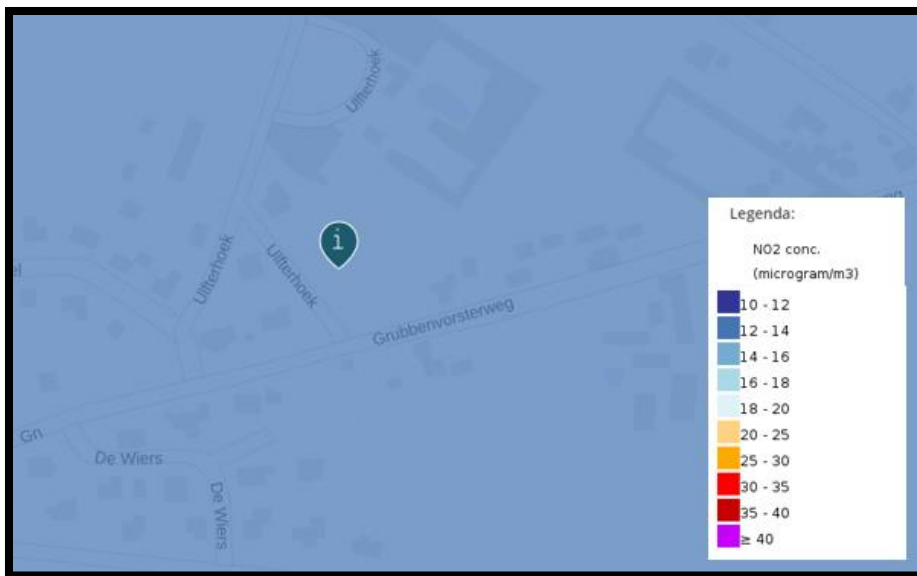 Ulfterhoek
Ulfterhoek
Ulfterhoek
Grubbenvorsterweg
Gn
De Wiers
De Wiers
Legenda:
NO2 conc.
(microgram/m3)
10 - 12
12 - 14
14 - 16
16 - 18
18 - 20
20 - 25
25 - 30
30 - 35
35 - 40
≥ 40